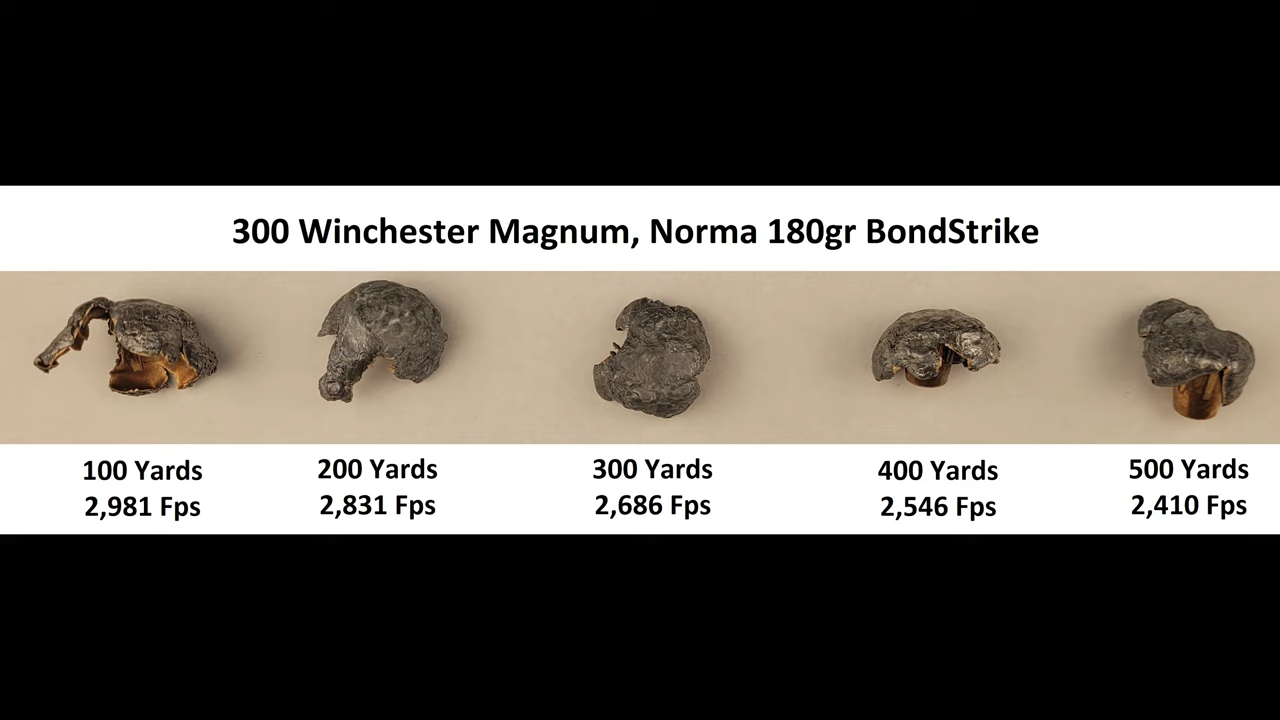 300 Winchester Magnum, Norma 180gr BondStrike
100 Yards
2,981 Fps
200 Yards
2,831 Fps
300 Yards
2,686 Fps
400 Yards
2,546 Fps
500 Yards
2,410 Fps